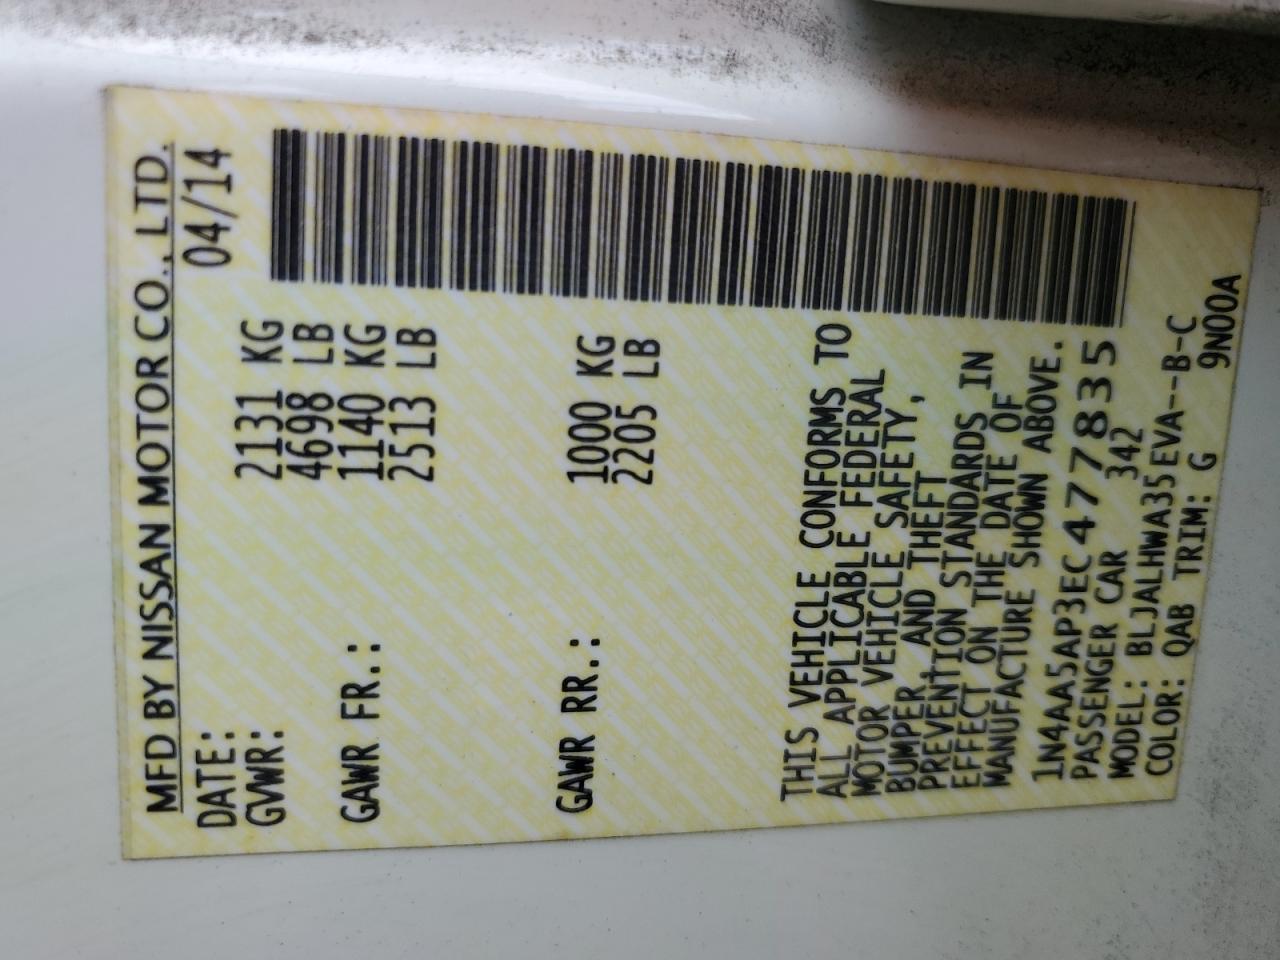 MFD BY NISSAN MOTOR CO., LTD.
DATE: 04/14
GVWR: 2131 KG
4698 LB
GAWR FR.: 1140 KG
2513 LB
GAWR RR.: 1000 KG
2205 LB
THIS VEHICLE CONFORMS TO
ALL APPLICABLE FEDERAL
MOTOR VEHICLE SAFETY,
BUMPER, AND THEFT
PREVENTION STANDARDS IN
EFFECT ON THE DATE OF
MANUFACTURE SHOWN ABOVE.
1N4AA5AP3EC477835
PASSENGER CAR 342
MODEL: BLJALHWA35EVA--B-C
COLOR: QAB TRIM: G 9N00A